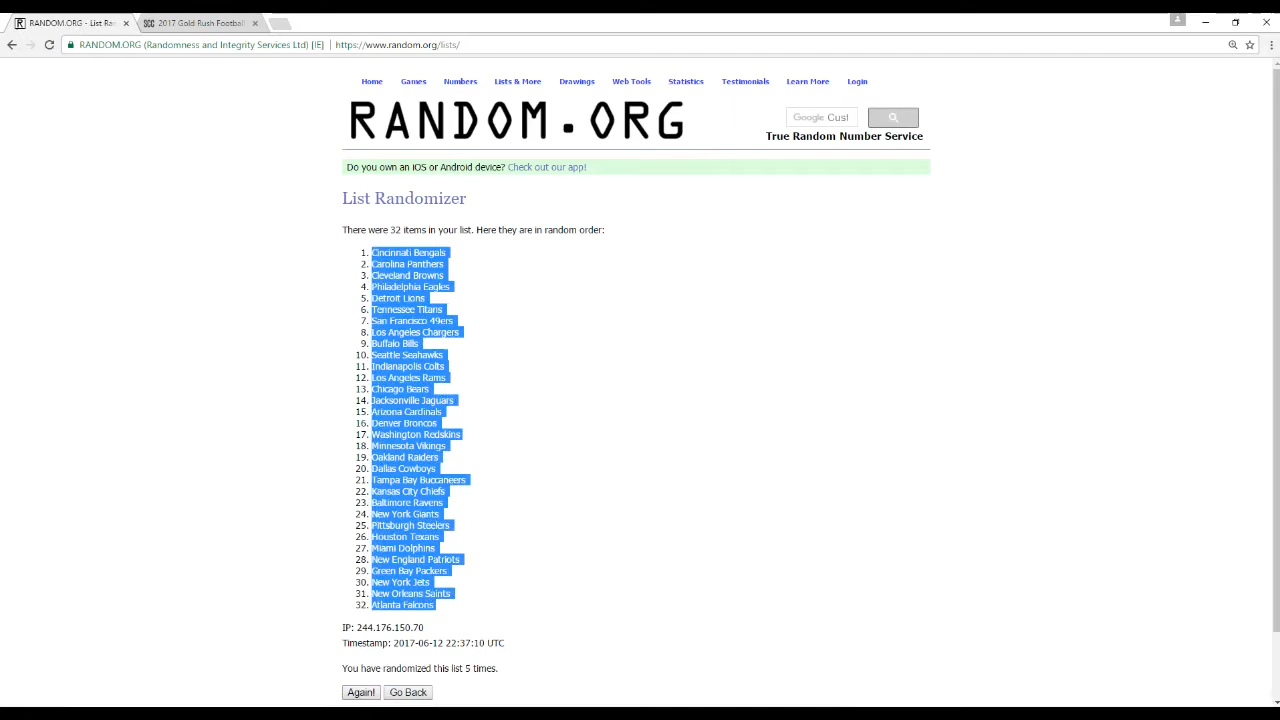 RANDOM.ORG - List Ra
SCC 2017 Gold Rush Football
RANDOM.ORG (Randomness and Integrity Services Ltd) [IE] https://www.random.org/lists/
Home Games Numbers Lists & More Drawings Web Tools Statistics Testimonials Learn More Login
RANDOM.ORG
Google Cust
True Random Number Service
Do you own an iOS or Android device? Check out our app!
List Randomizer
There were 32 items in your list. Here they are in random order:
1. Cincinnati Bengals
2. Carolina Panthers
3. Cleveland Browns
4. Philadelphia Eagles
5. Detroit Lions
6. Tennessee Titans
7. San Francisco 49ers
8. Los Angeles Chargers
9. Buffalo Bills
10. Seattle Seahawks
11. Indianapolis Colts
12. Los Angeles Rams
13. Chicago Bears
14. Jacksonville Jaguars
15. Arizona Cardinals
16. Denver Broncos
17. Washington Redskins
18. Minnesota Vikings
19. Oakland Raiders
20. Dallas Cowboys
21. Tampa Bay Buccaneers
22. Kansas City Chiefs
23. Baltimore Ravens
24. New York Giants
25. Pittsburgh Steelers
26. Houston Texans
27. Miami Dolphins
28. New England Patriots
29. Green Bay Packers
30. New York Jets
31. New Orleans Saints
32. Atlanta Falcons
IP: 244.176.150.70
Timestamp: 2017-06-12 22:37:10 UTC
You have randomized this list 5 times.
Again! Go Back